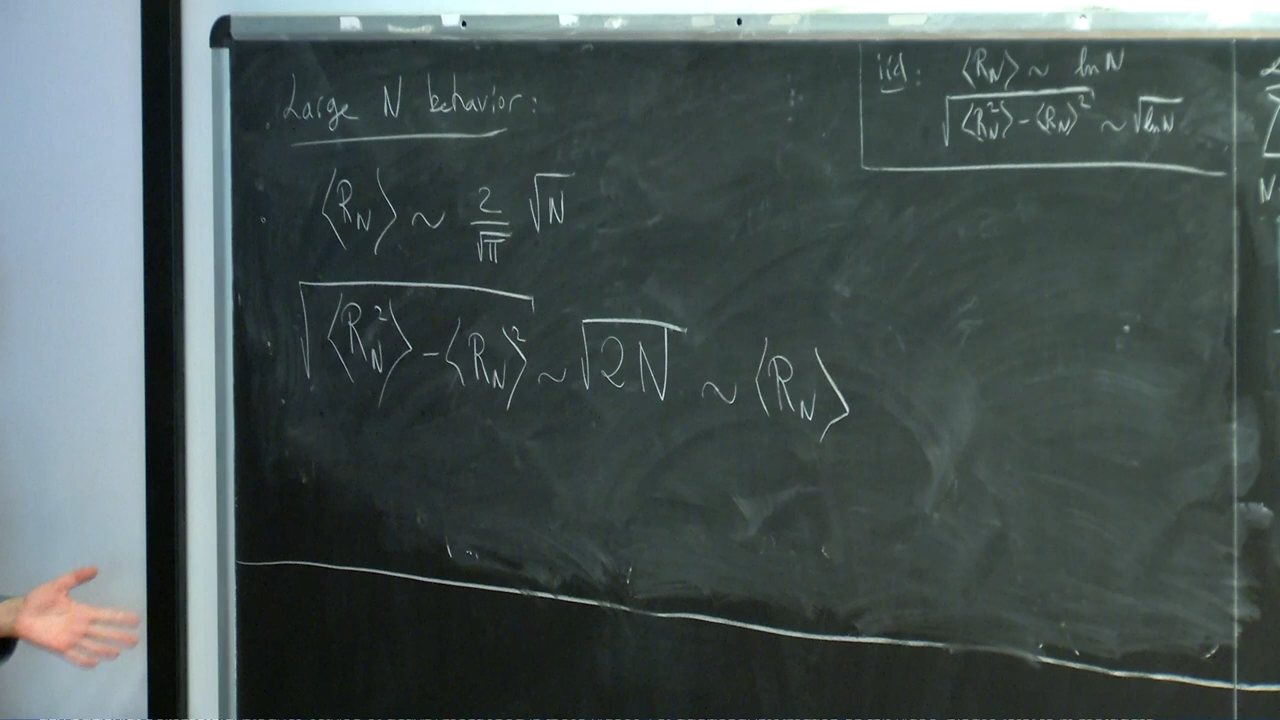 Large N behavior:
⟨R_N⟩ ~ 2/√π √N
√(⟨R_N²⟩ - ⟨R_N⟩²) ~ √(2N) ~ ⟨R_N⟩
iid: ⟨R_N⟩ ~ ln N
√(⟨R_N²⟩ - ⟨R_N⟩²) ~ √(ln N)
N